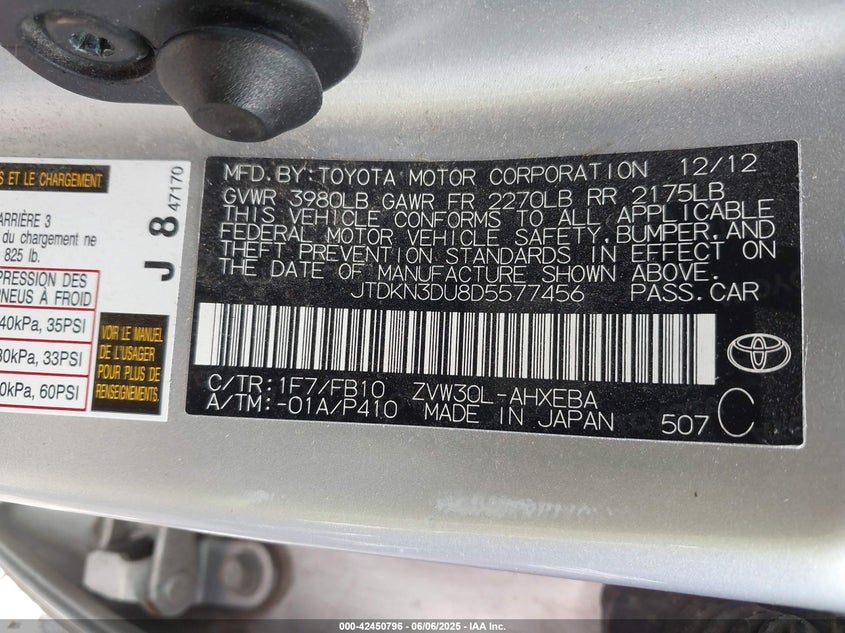 S ET LE CHARGEMENT
ARRIÈRE 3
du chargement ne
825 lb.
RESSION DES
NEUS À FROID
40kPa, 35PSI
30kPa, 33PSI
0kPa, 60PSI
J 8 47170
VOIR LE MANUEL
DE L'USAGER
POUR PLUS DE
RENSEIGNEMENTS
MFD. BY: TOYOTA MOTOR CORPORATION 12/12
GVWR 3980LB GAWR FR 2270LB RR 2175LB
THIS VEHICLE CONFORMS TO ALL APPLICABLE
FEDERAL MOTOR VEHICLE SAFETY, BUMPER, AND
THEFT PREVENTION STANDARDS IN EFFECT ON
THE DATE OF MANUFACTURE SHOWN ABOVE.
JTDKN3DU8D5577456 PASS. CAR
C/TR: 1F7/FB10 ZVW30L-AHXEBA
A/TM: -01A/P410 MADE IN JAPAN 507 C
000-42450796 - 06/06/2025 - IAA Inc.